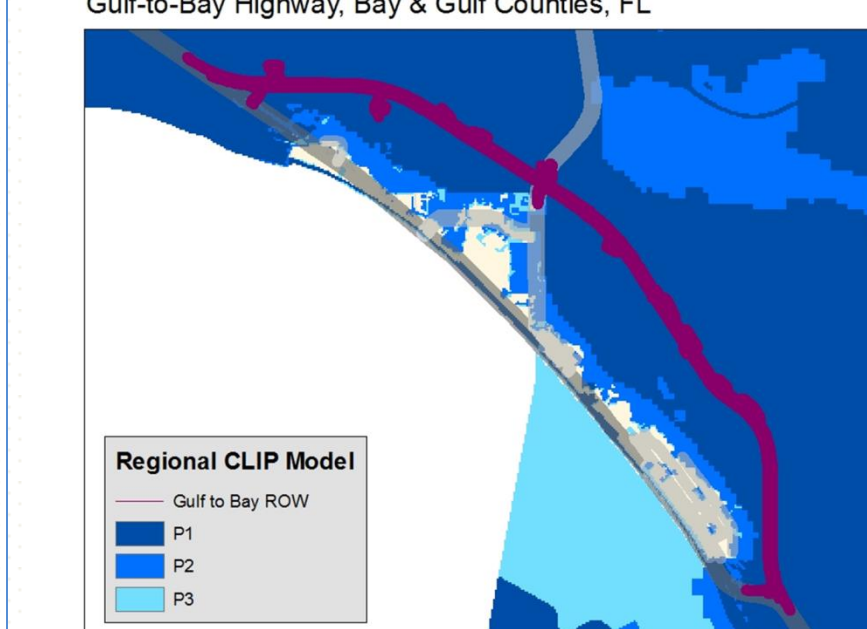 Gulf-to-Bay Highway, Bay & Gulf Counties, FL
Regional CLIP Model
Gulf to Bay ROW
P1
P2
P3